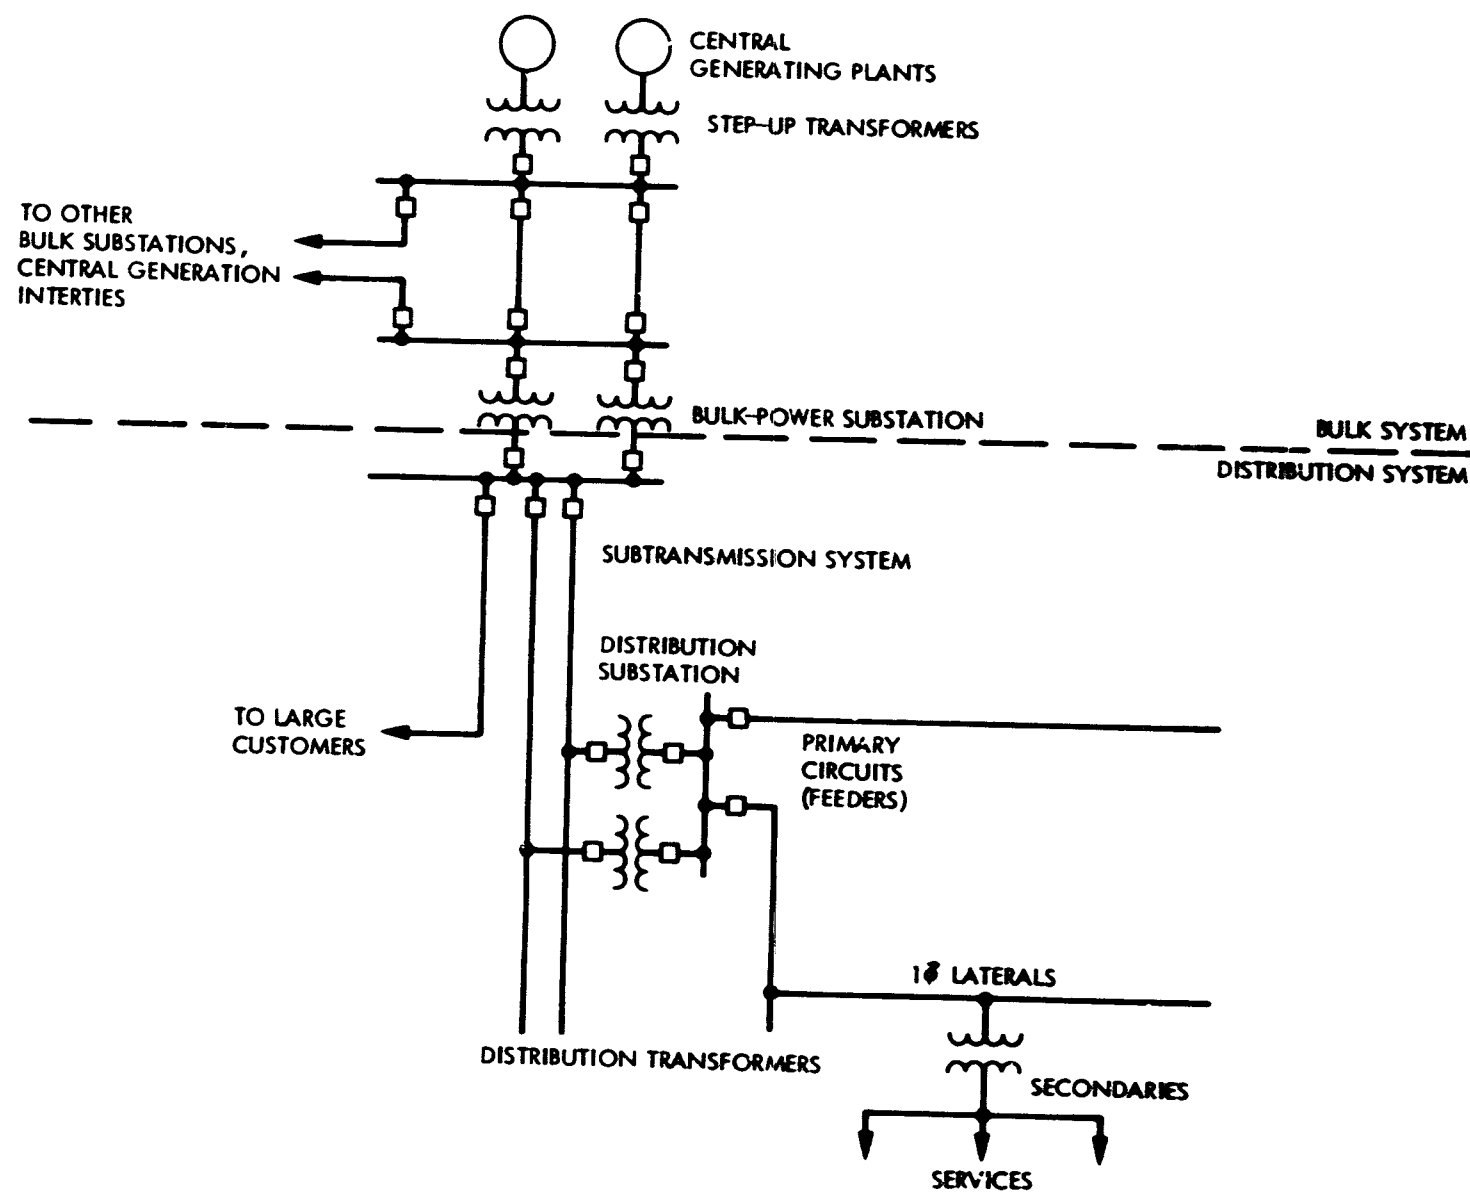 CENTRAL
GENERATING PLANTS
STEP-UP TRANSFORMERS
TO OTHER
BULK SUBSTATIONS,
CENTRAL GENERATION
INTERTIES
BULK-POWER SUBSTATION
BULK SYSTEM
DISTRIBUTION SYSTEM
SUBTRANSMISSION SYSTEM
DISTRIBUTION
SUBSTATION
TO LARGE
CUSTOMERS
PRIMARY
CIRCUITS
(FEEDERS)
LATERALS
DISTRIBUTION TRANSFORMERS
SECONDARIES
SERVICES